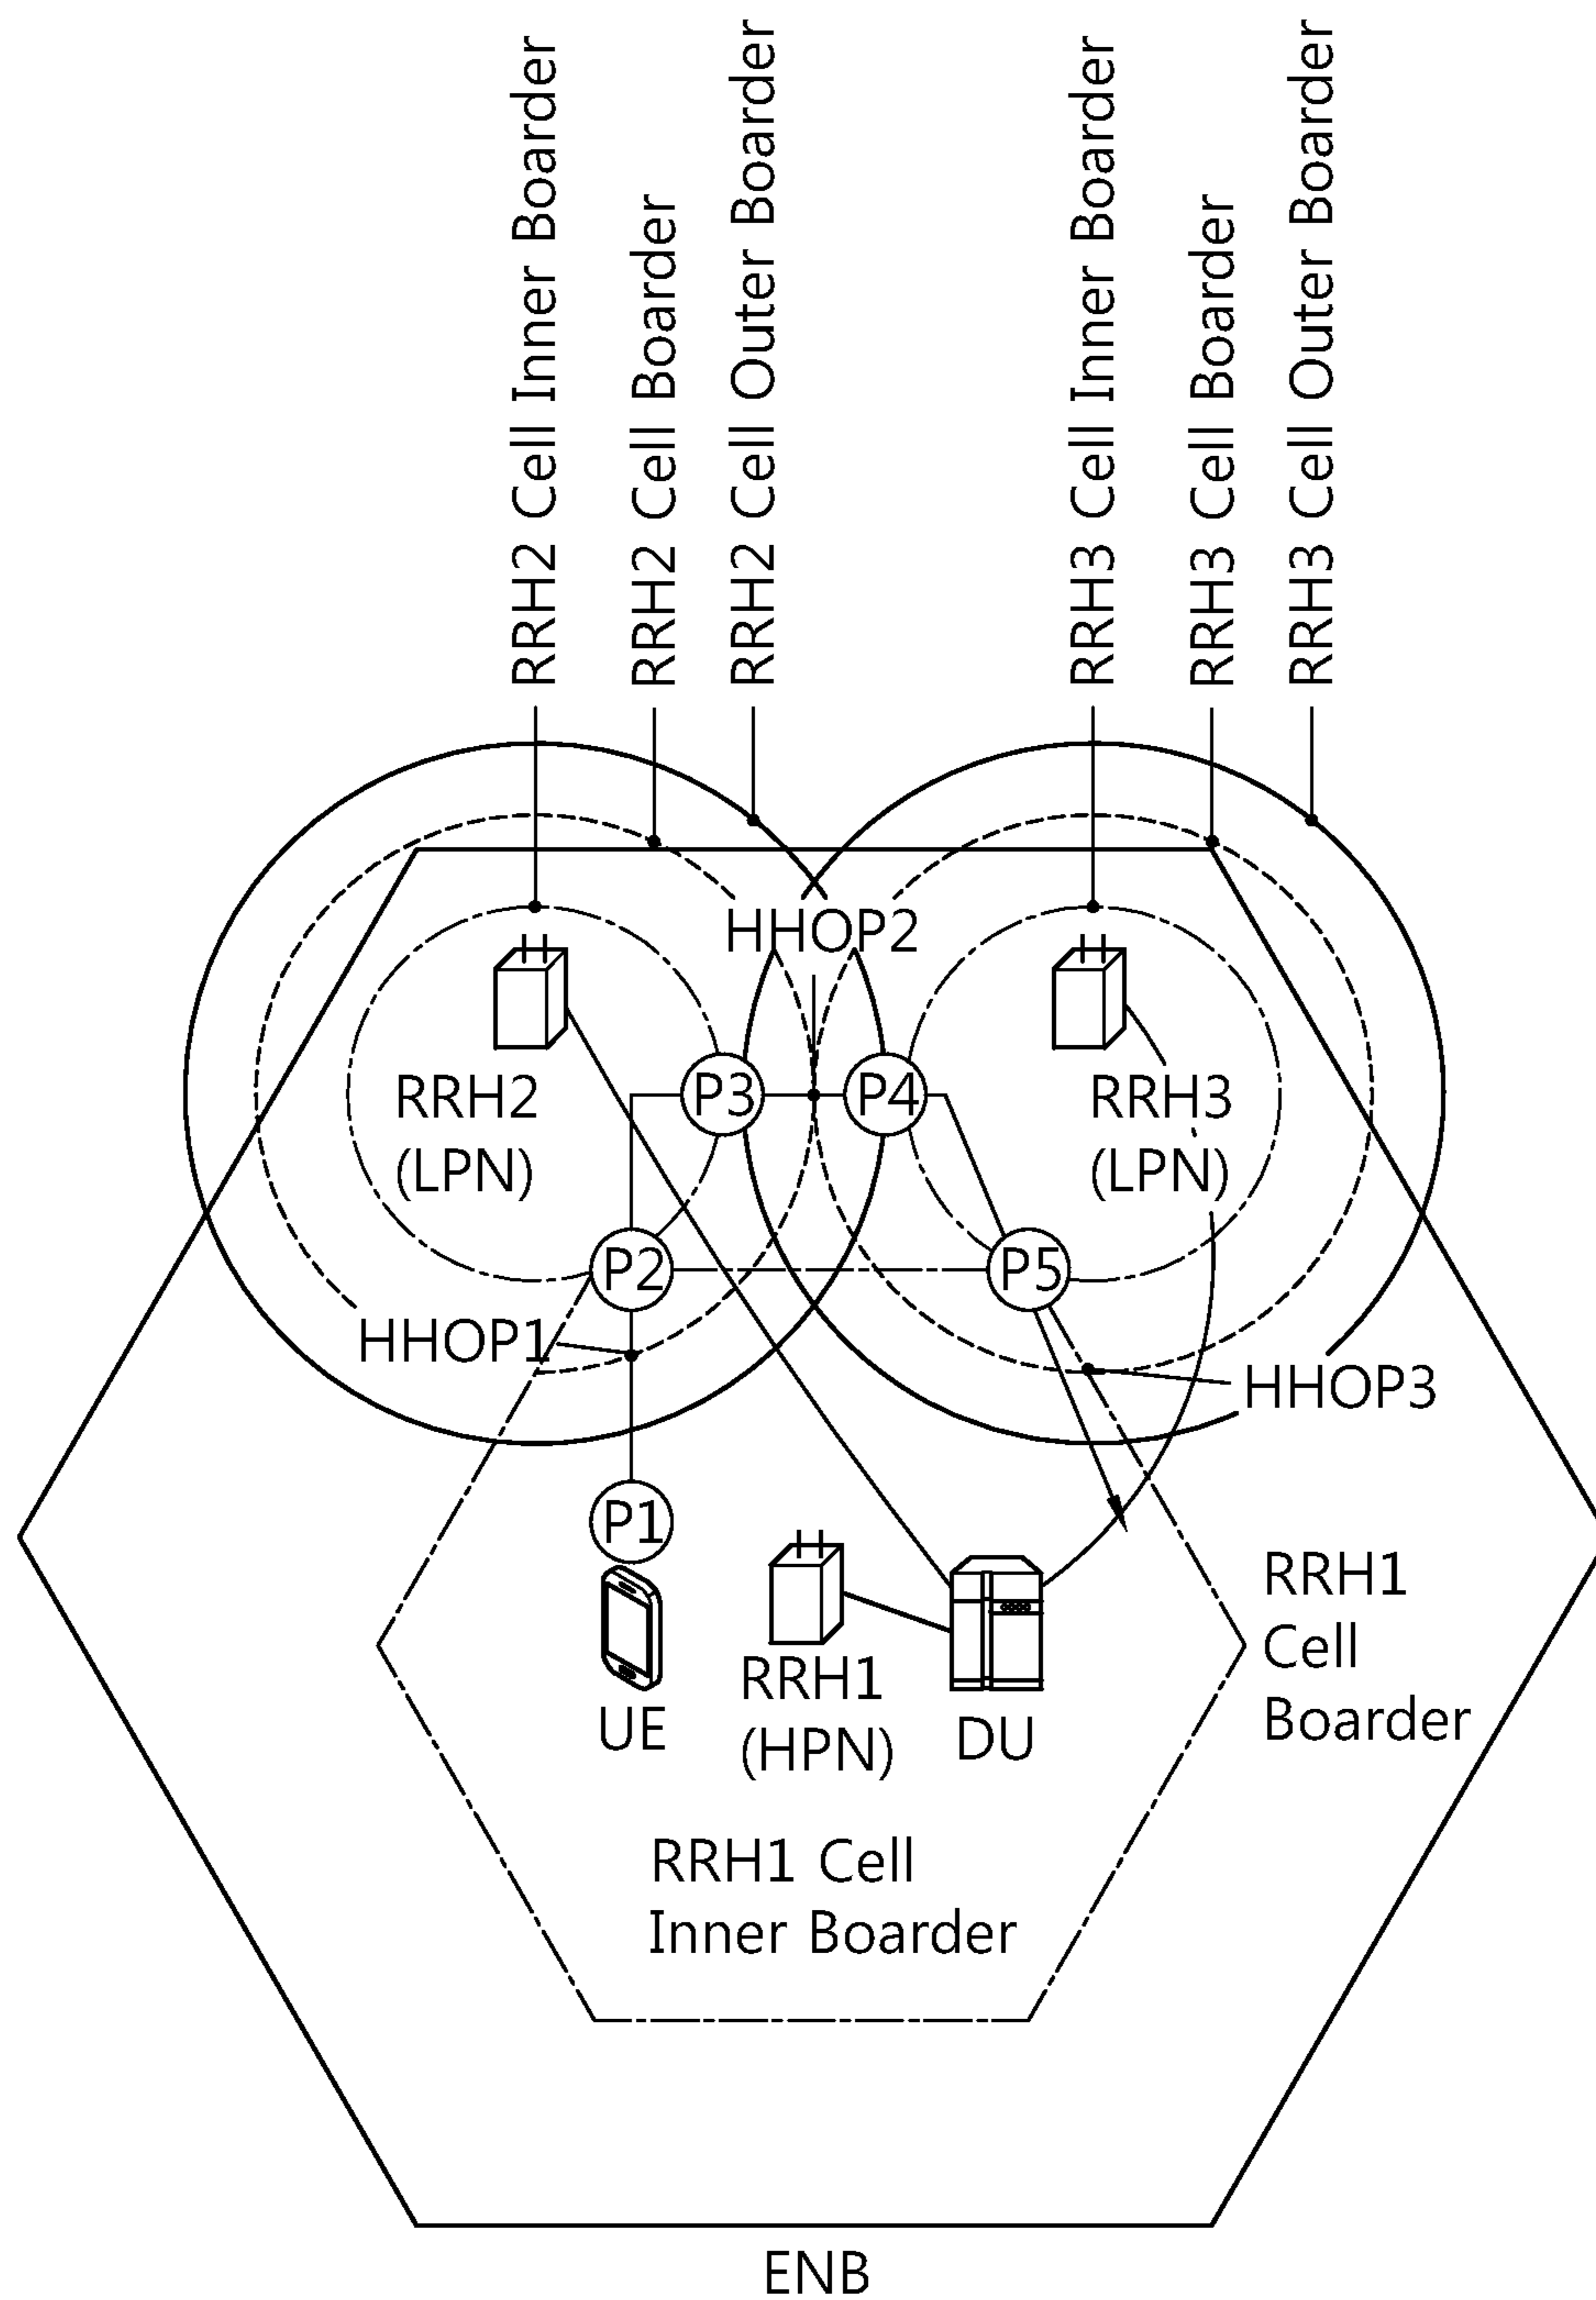 RRH2 Cell Inner Boarder
RRH2 Cell Boarder
RRH2 Cell Outer Boarder
RRH3 Cell Inner Boarder
RRH3 Cell Boarder
RRH3 Cell Outer Boarder
HHOP2
RRH2
(LPN)
P3
P4
RRH3
(LPN)
P2
P5
HHOP1
HHOP3
P1
UE
RRH1
(HPN)
DU
RRH1
Cell
Boarder
RRH1 Cell
Inner Boarder
ENB